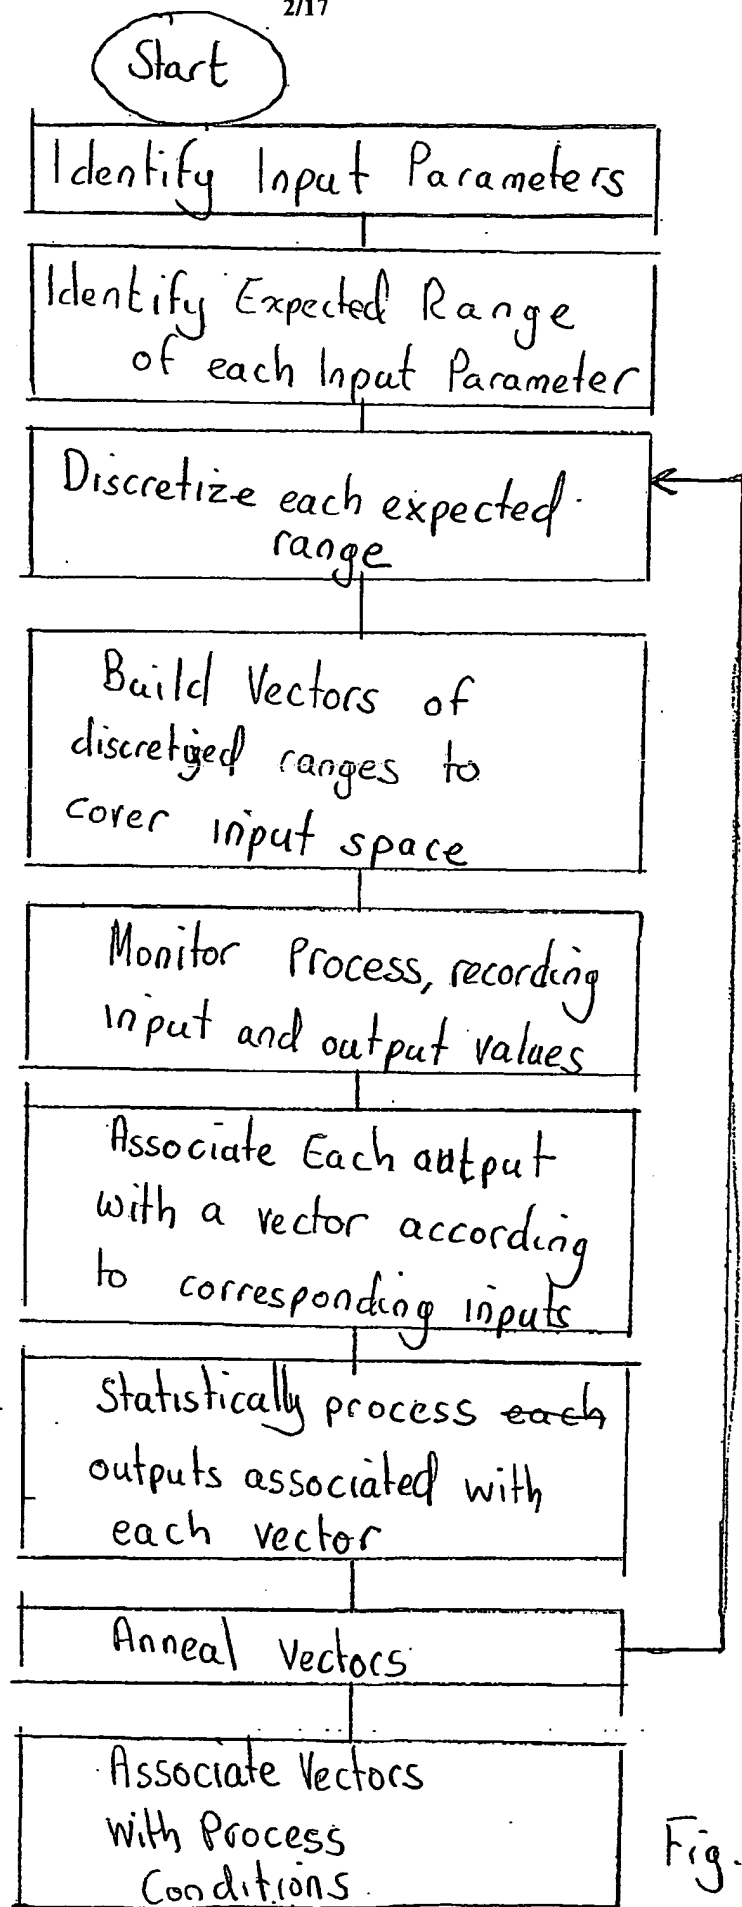 2/17
Start
Identify Input Parameters
Identify Expected Range
of each Input Parameter
Discretize each expected
range
Build Vectors of
discretized ranges to
cover input space
Monitor Process, recording
input and output values
Associate Each output
with a vector according
to corresponding inputs
Statistically process each
outputs associated with
each vector
Anneal Vectors
Associate Vectors
with Process
Conditions
Fig.